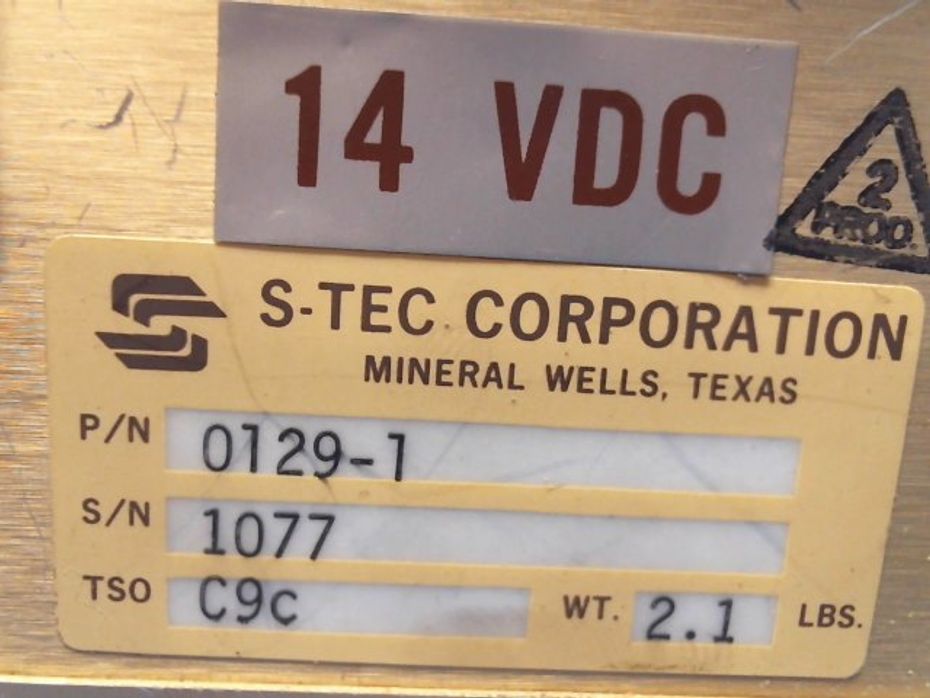 14 VDC
2
PROD.
S-TEC CORPORATION
MINERAL WELLS, TEXAS
P/N 0129-1
S/N 1077
TSO C9c WT. 2.1 LBS.